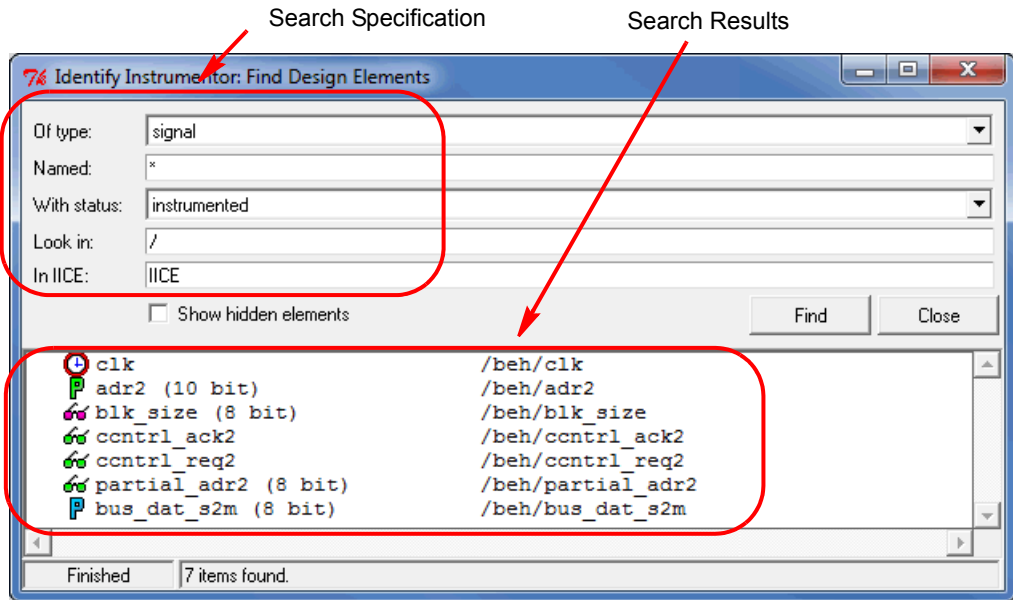 Search Specification Search Results
Identify Instrumentor: Find Design Elements
Of type: signal
Named: *
With status: instrumented
Look in: /
In IICE: IICE
Show hidden elements Find Close
clk /beh/clk
P adr2 (10 bit) /beh/adr2
blk_size (8 bit) /beh/blk_size
ccntrl_ack2 /beh/ccntrl_ack2
ccntrl_req2 /beh/ccntrl_req2
partial_adr2 (8 bit) /beh/partial_adr2
P bus_dat_s2m (8 bit) /beh/bus_dat_s2m
Finished 7 items found.